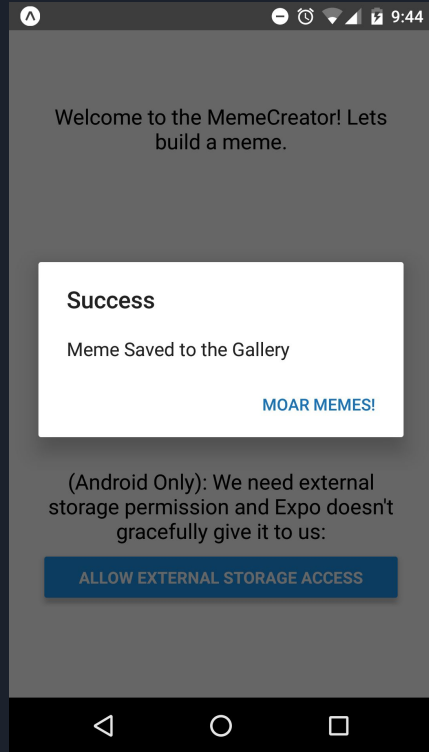 9:44
Welcome to the MemeCreator! Lets
build a meme.
Success
Meme Saved to the Gallery
MOAR MEMES!
(Android Only): We need external
storage permission and Expo doesn't
gracefully give it to us:
ALLOW EXTERNAL STORAGE ACCESS